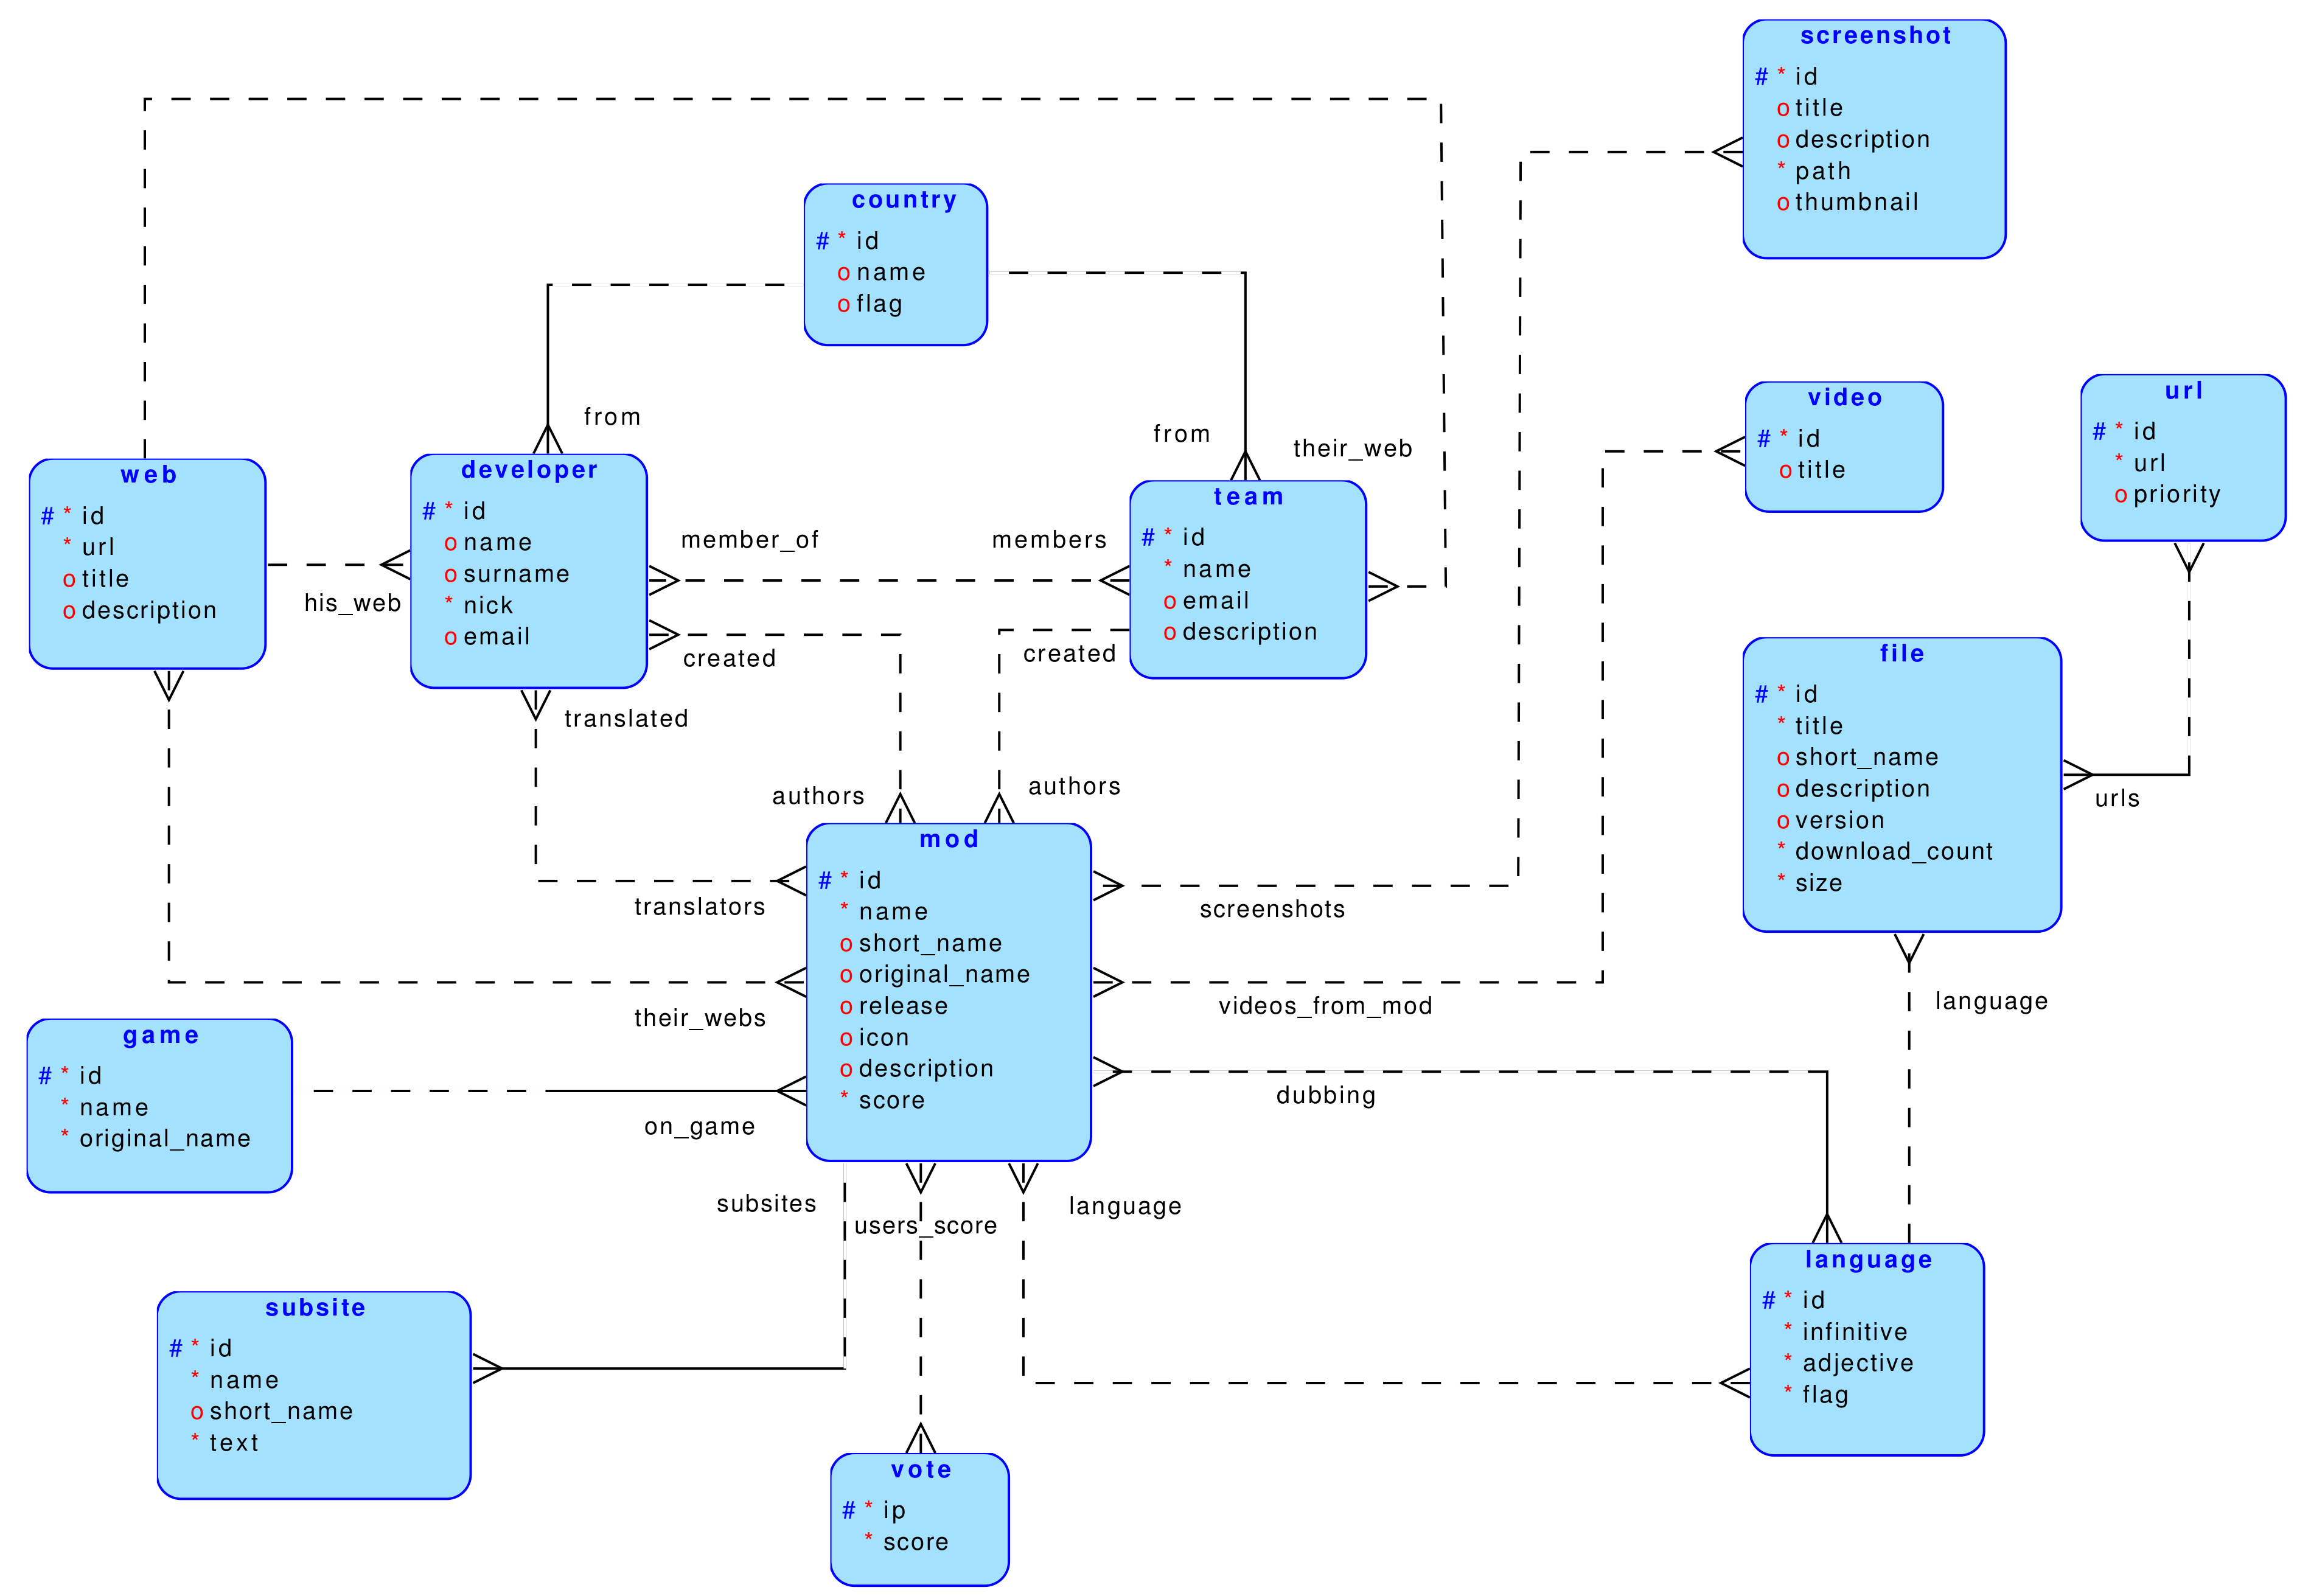 screenshot
# * id
o title
o description
* path
o thumbnail
country
# * id
o name
o flag
video
# * id
o title
url
# * id
* url
o priority
from
from
their_web
web
# * id
* url
o title
o description
developer
# * id
o name
o surname
* nick
o email
team
# * id
* name
o email
o description
member_of
members
his_web
created
created
translated
file
# * id
* title
o short_name
o description
o version
* download_count
* size
urls
authors
authors
mod
# * id
* name
o short_name
o original_name
o release
o icon
o description
* score
translators
screenshots
their_webs
videos_from_mod
language
game
# * id
* name
* original_name
on_game
dubbing
subsites
users_score
language
subsite
# * id
* name
o short_name
* text
language
# * id
* infinitive
* adjective
* flag
vote
# * ip
* score